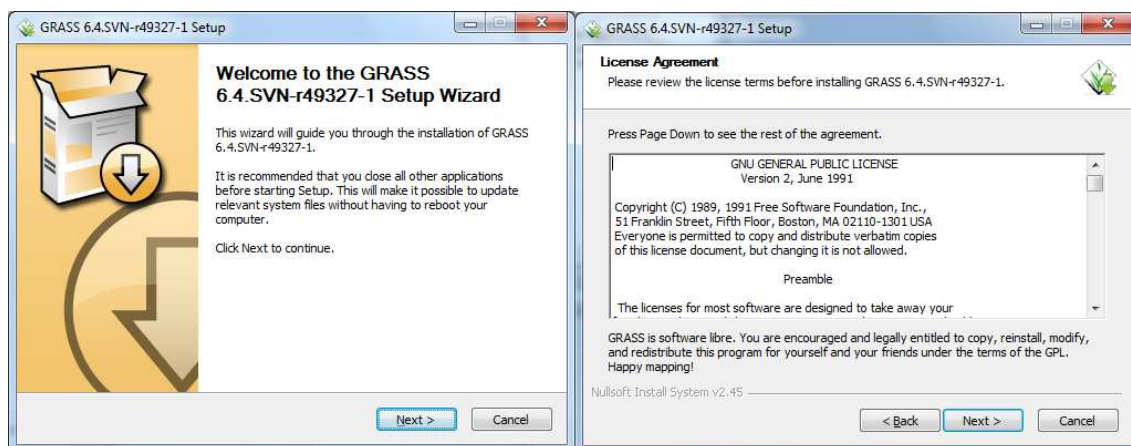 GRASS 6.4.SVN-r49327-1 Setup
Welcome to the GRASS
6.4.SVN-r49327-1 Setup Wizard
This wizard will guide you through the installation of GRASS
6.4.SVN-r49327-1.
It is recommended that you close all other applications
before starting Setup. This will make it possible to update
relevant system files without having to reboot your
computer.
Click Next to continue.
Next >
Cancel
GRASS 6.4.SVN-r49327-1 Setup
License Agreement
Please review the license terms before installing GRASS 6.4.SVN-r49327-1.
Press Page Down to see the rest of the agreement.
GNU GENERAL PUBLIC LICENSE
Version 2, June 1991
Copyright (C) 1989, 1991 Free Software Foundation, Inc.,
51 Franklin Street, Fifth Floor, Boston, MA 02110-1301 USA
Everyone is permitted to copy and distribute verbatim copies
of this license document, but changing it is not allowed.
Preamble
The licenses for most software are designed to take away your
GRASS is software libre. You are encouraged and legally entitled to copy, reinstall, modify,
and redistribute this program for yourself and your friends under the terms of the GPL.
Happy mapping!
Nullsoft Install System v2.45
< Back
Next >
Cancel